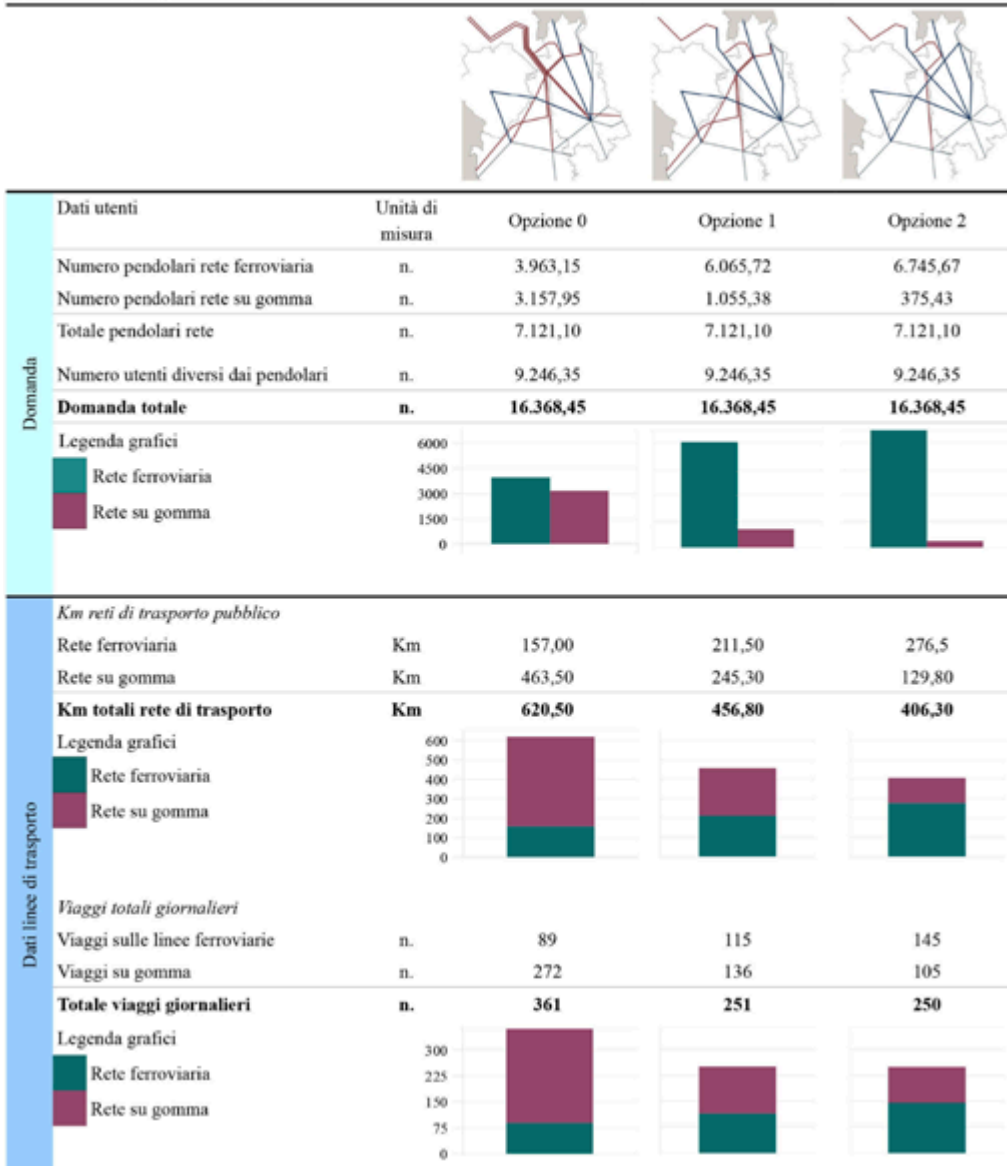 Domanda
Dati utenti Unità di misura Opzione 0 Opzione 1 Opzione 2
Numero pendolari rete ferroviaria n. 3.963,15 6.065,72 6.745,67
Numero pendolari rete su gomma n. 3.157,95 1.055,38 375,43
Totale pendolari rete n. 7.121,10 7.121,10 7.121,10
Numero utenti diversi dai pendolari n. 9.246,35 9.246,35 9.246,35
Domanda totale n. 16.368,45 16.368,45 16.368,45
Legenda grafici
Rete ferroviaria
Rete su gomma
6000
4500
3000
1500
0
Dati linee di trasporto
Km reti di trasporto pubblico
Rete ferroviaria Km 157,00 211,50 276,5
Rete su gomma Km 463,50 245,30 129,80
Km totali rete di trasporto Km 620,50 456,80 406,30
Legenda grafici
Rete ferroviaria
Rete su gomma
600
500
400
300
200
100
0
Viaggi totali giornalieri
Viaggi sulle linee ferroviarie n. 89 115 145
Viaggi su gomma n. 272 136 105
Totale viaggi giornalieri n. 361 251 250
Legenda grafici
Rete ferroviaria
Rete su gomma
300
225
150
75
0